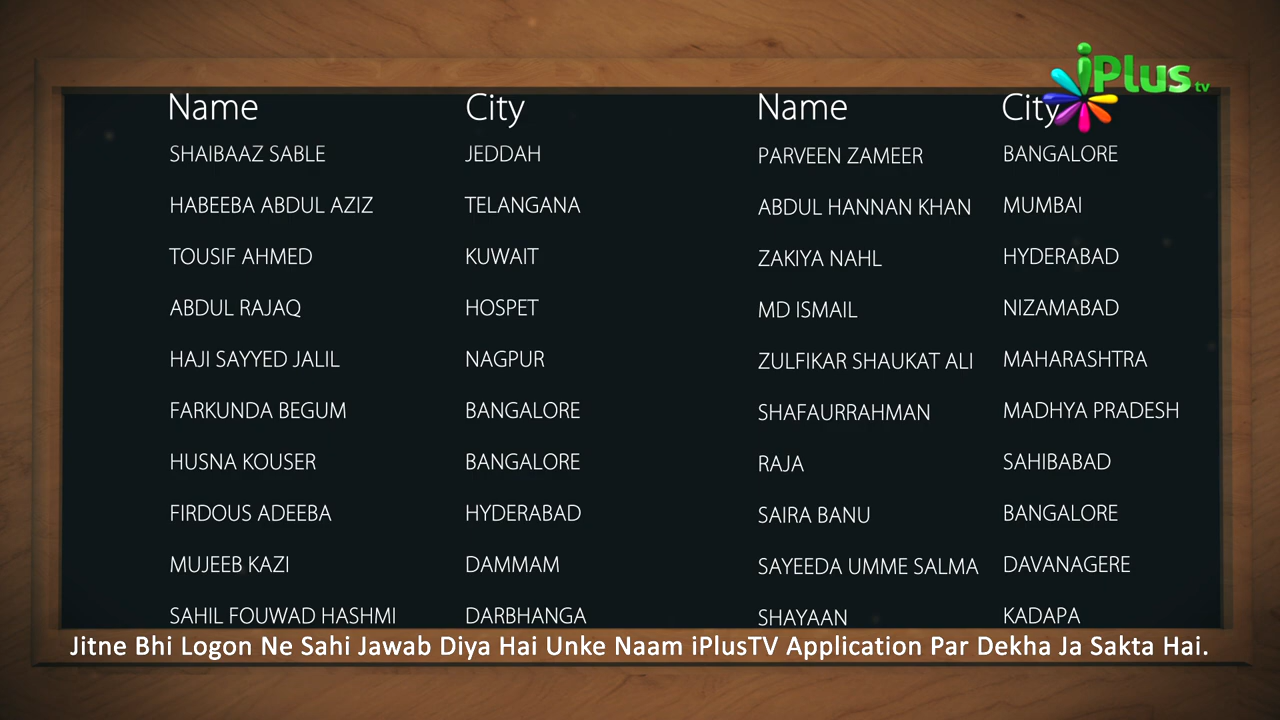 iPlus tv
Name City Name City
SHAIBAAZ SABLE JEDDAH PARVEEN ZAMEER BANGALORE
HABEEBA ABDUL AZIZ TELANGANA ABDUL HANNAN KHAN MUMBAI
TOUSIF AHMED KUWAIT ZAKIYA NAHL HYDERABAD
ABDUL RAJAQ HOSPET MD ISMAIL NIZAMABAD
HAJI SAYYED JALIL NAGPUR ZULFIKAR SHAUKAT ALI MAHARASHTRA
FARKUNDA BEGUM BANGALORE SHAFAURRAHMAN MADHYA PRADESH
HUSNA KOUSER BANGALORE RAJA SAHIBABAD
FIRDOUS ADEEBA HYDERABAD SAIRA BANU BANGALORE
MUJEEB KAZI DAMMAM SAYEEDA UMME SALMA DAVANAGERE
SAHIL FOUWAD HASHMI DARBHANGA SHAYAAN KADAPA
Jitne Bhi Logon Ne Sahi Jawab Diya Hai Unke Naam iPlusTV Application Par Dekha Ja Sakta Hai.